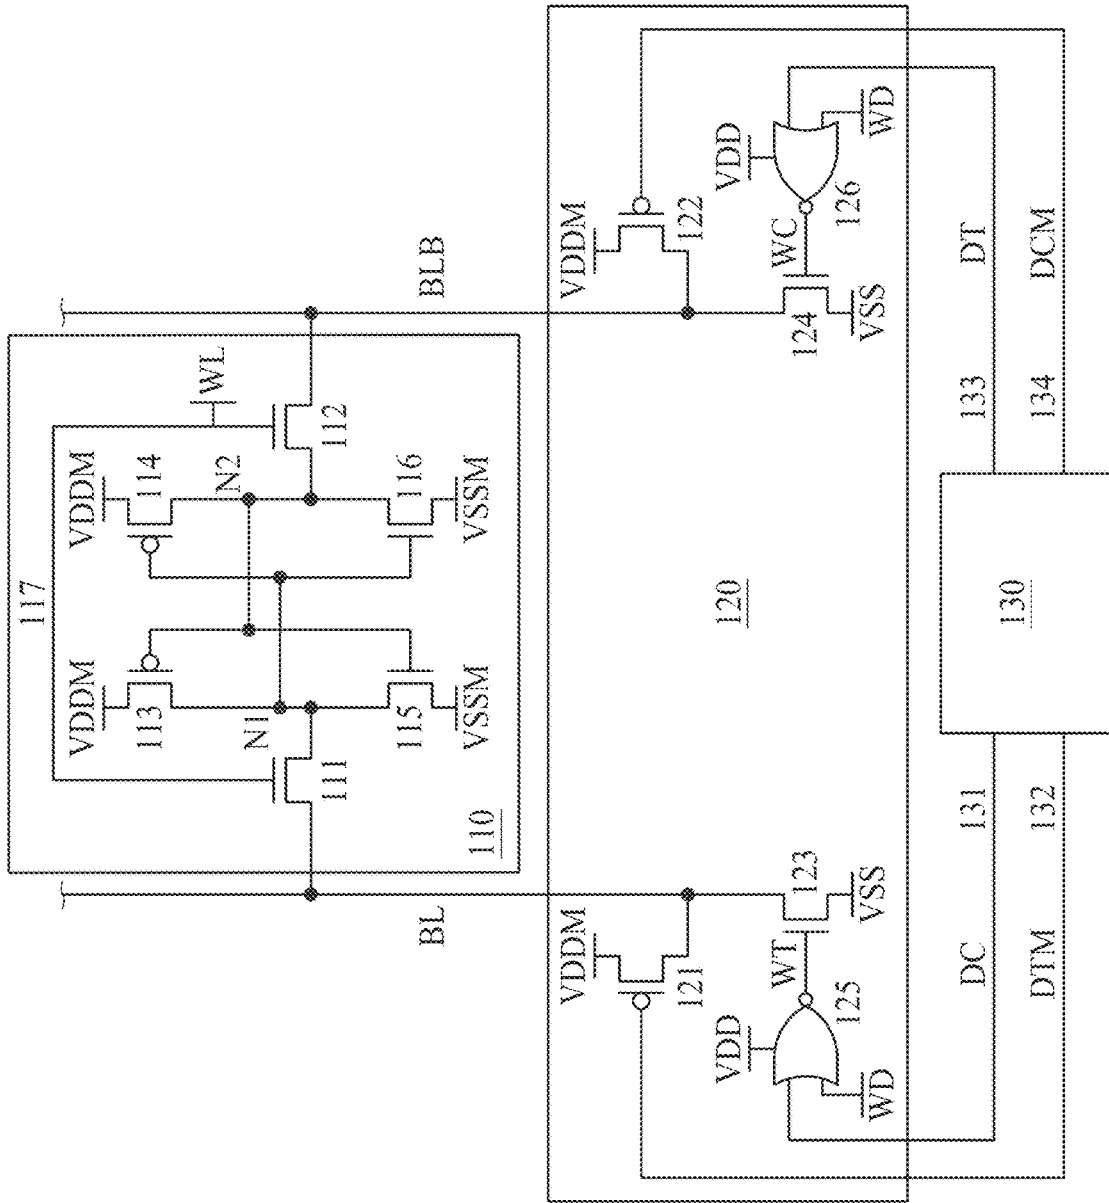 117
WL
VDDM
VDDM
113
114
N1
N2
111
112
115
116
VSSM
VSSM
110
BL
BLB
VDDM
VDDM
121
122
VDD
VDD
WT
WC
123
124
125
126
WD
VSS
VSS
WD
120
DC
131
133
DT
DTM
132
134
DCM
130